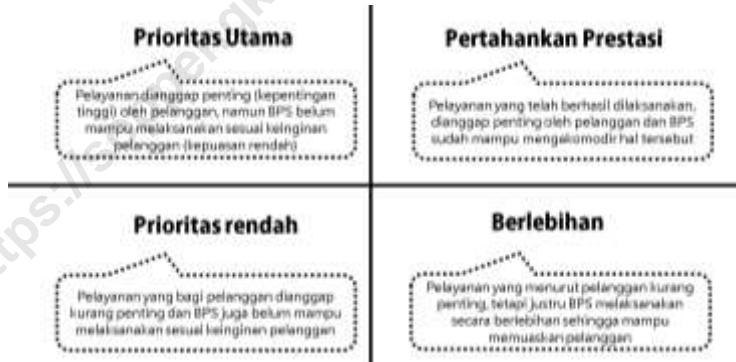 Prioritas Utama
Pelayanan dianggap penting (kepentingan
tinggi) oleh pelanggan, namun BPS belum
mampu melaksanakan sesuai keinginan
pelanggan (kepuasan rendah)
Pertahankan Prestasi
Pelayanan yang telah berhasil dilaksanakan,
dianggap penting oleh pelanggan dan BPS
sudah mampu mengakomodir hal tersebut
Prioritas rendah
Pelayanan yang bagi pelanggan dianggap
kurang penting dan BPS juga belum mampu
melaksanakan sesuai keinginan pelanggan
Berlebihan
Pelayanan yang menurut pelanggan kurang
penting, tetapi justru BPS melaksanakan
secara berlebihan sehingga mampu
memuaskan pelanggan